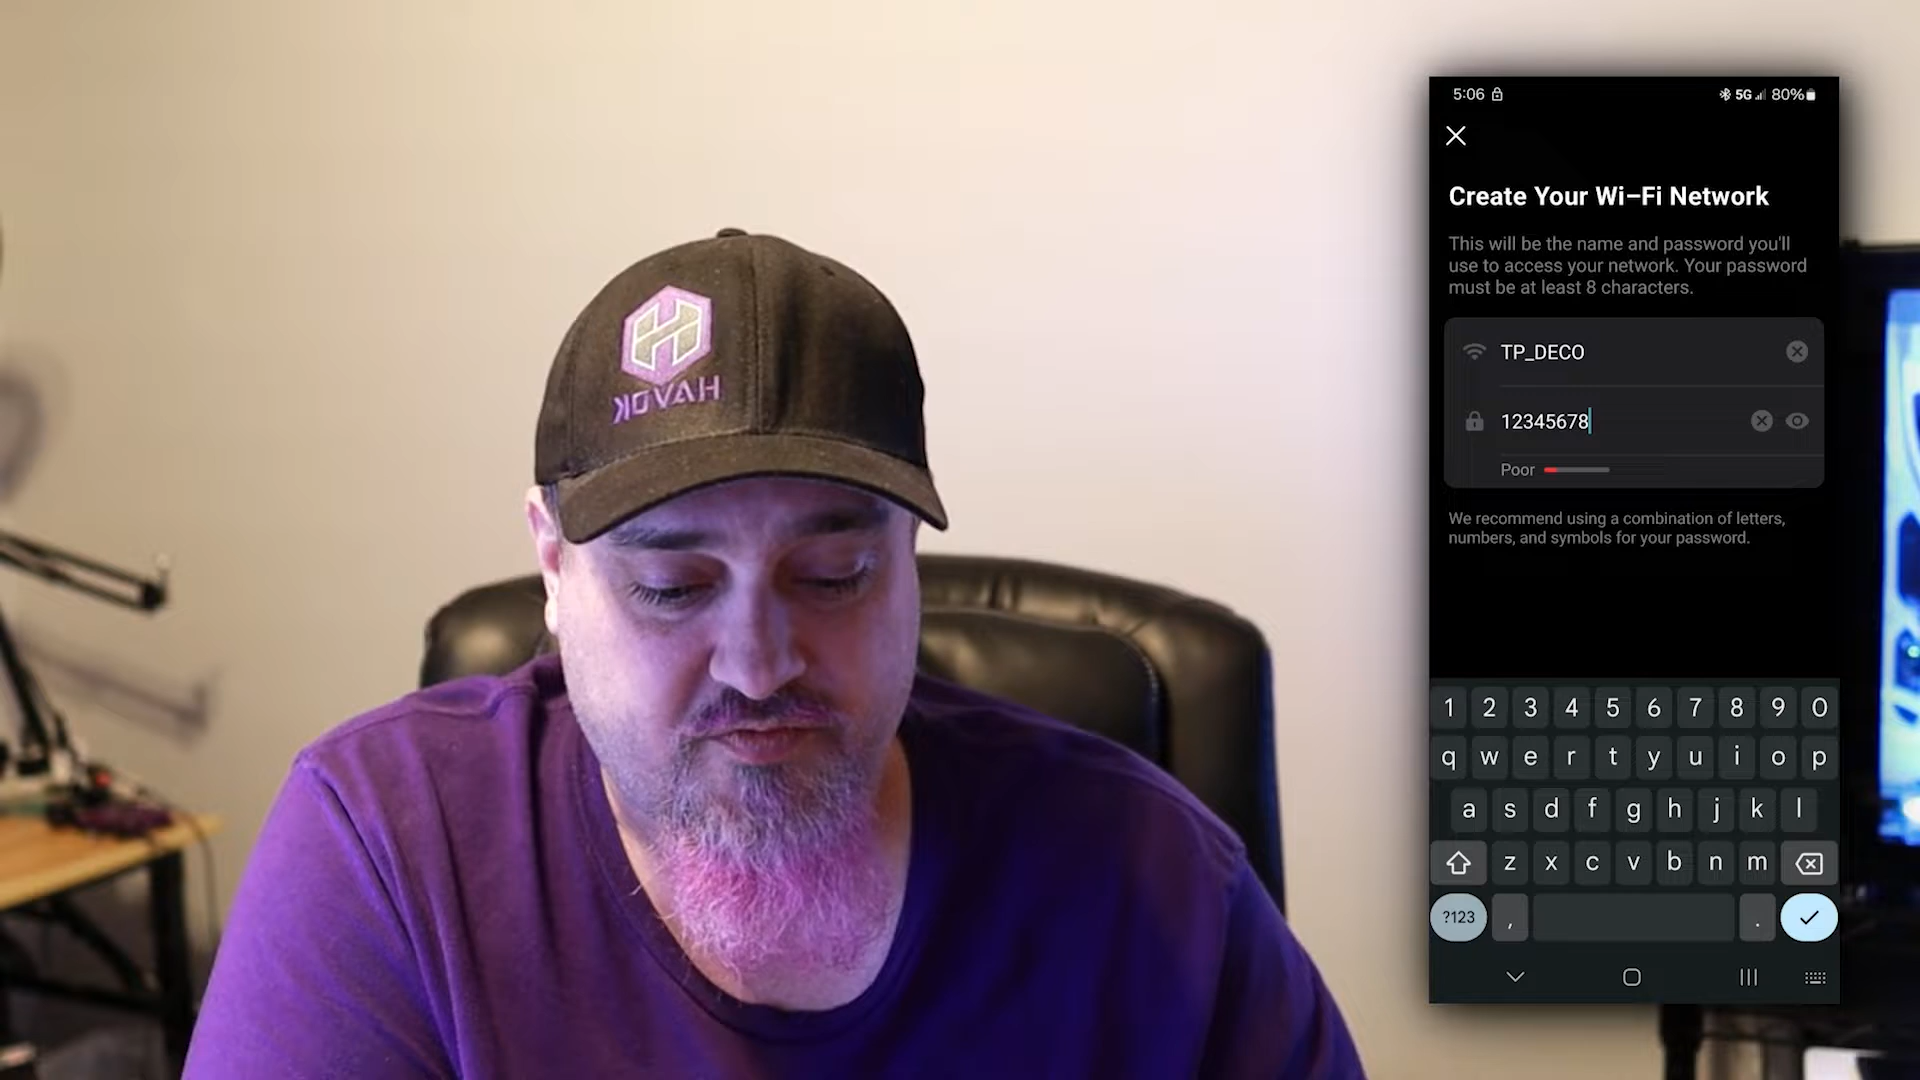 HAVOK
5:06
5G 80%
Create Your Wi-Fi Network
This will be the name and password you'll
use to access your network. Your password
must be at least 8 characters.
TP_DECO
12345678
Poor
We recommend using a combination of letters,
numbers, and symbols for your password.
1 2 3 4 5 6 7 8 9 0
q w e r t y u i o p
a s d f g h j k l
z x c v b n m
?123 , .